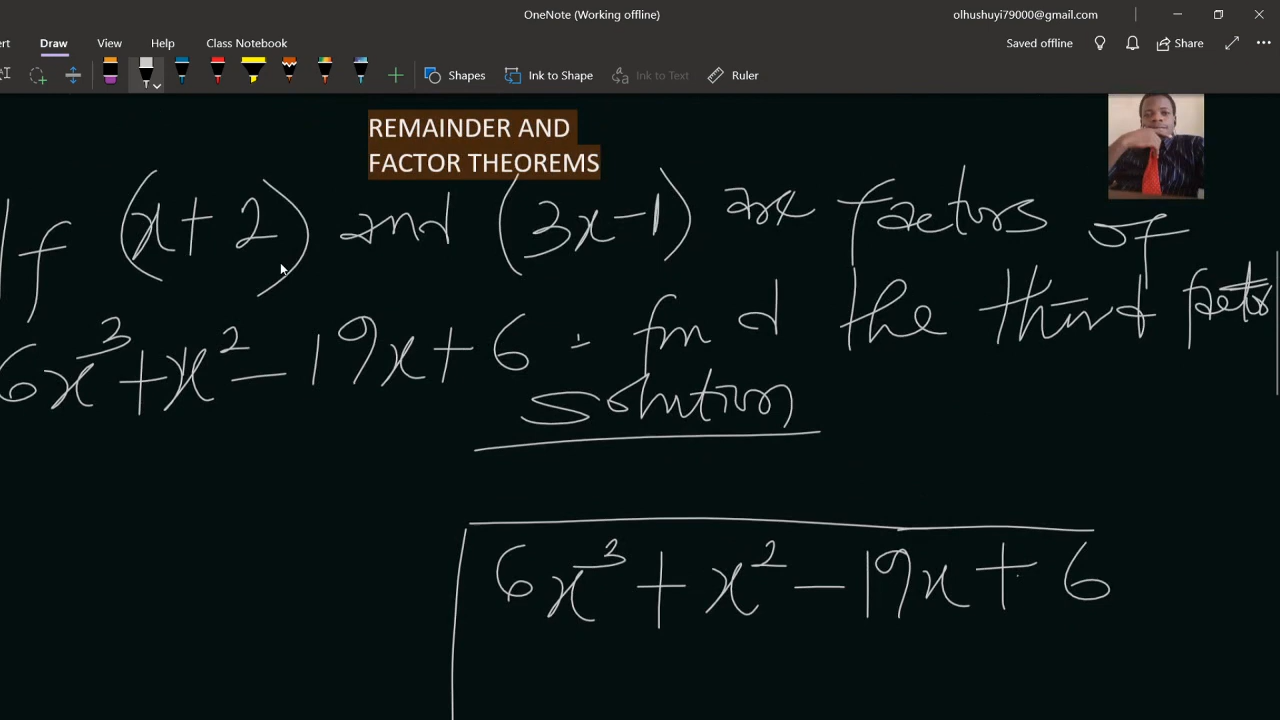 OneNote (Working offline)
olhushuyi79000@gmail.com
ert Draw View Help Class Notebook
Saved offline
Share
Shapes
Ink to Shape
Ink to Text
Ruler
REMAINDER AND
FACTOR THEOREMS
If (x+2) and (3x-1) are factors of
6x³+x²-19x+6 : find the third factor
solution
6x³+x²-19x+6